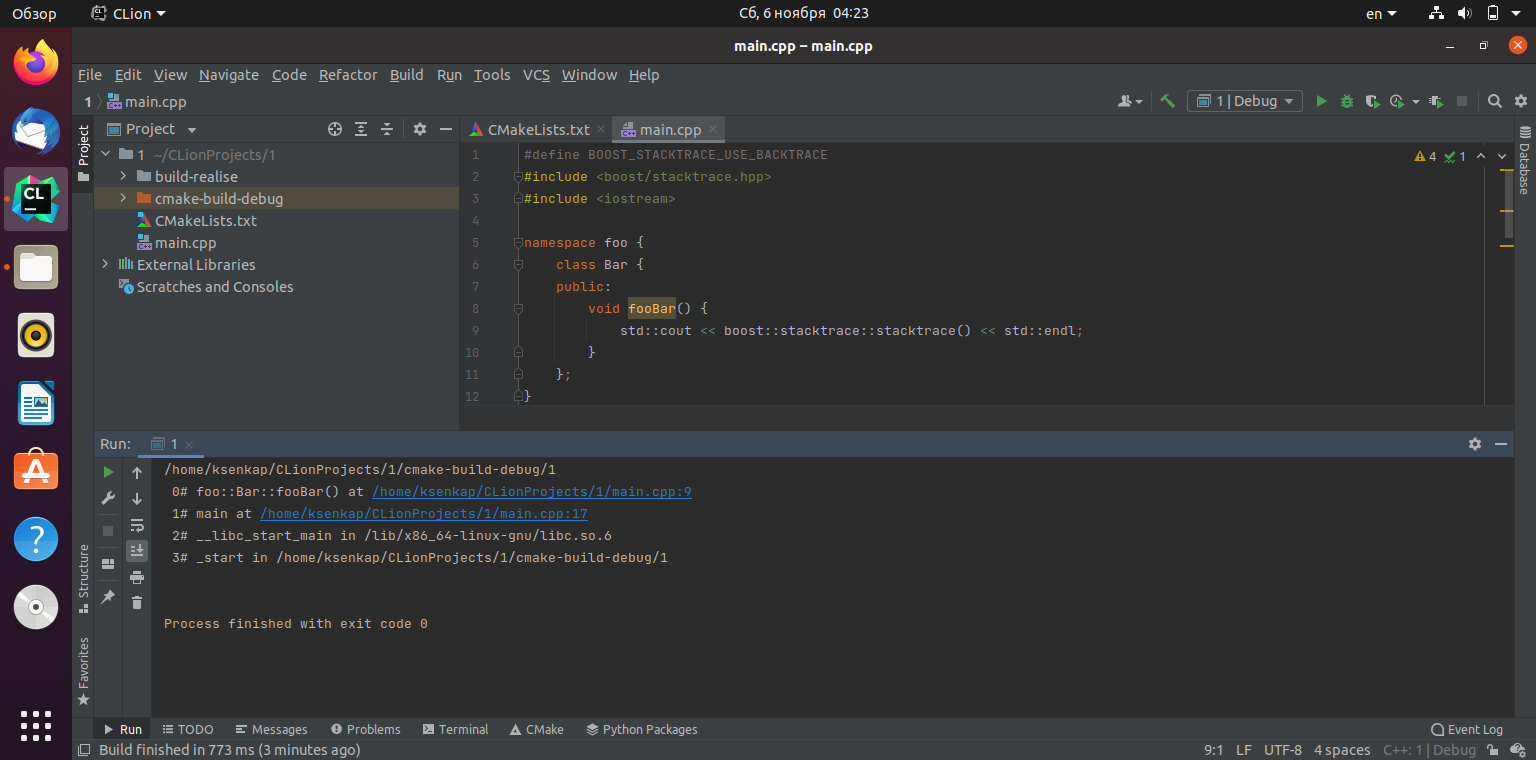 Обзор CLion Сб, 6 ноября 04:23 en
main.cpp – main.cpp
File Edit View Navigate Code Refactor Build Run Tools VCS Window Help
1 main.cpp 1 | Debug
Project
Project
CMakeLists.txt main.cpp
Database
1 ~/CLionProjects/1
build-realise
cmake-build-debug
CMakeLists.txt
main.cpp
External Libraries
Scratches and Consoles
4 1
1 #define BOOST_STACKTRACE_USE_BACKTRACE
2 #include <boost/stacktrace.hpp>
3 #include <iostream>
4
5 namespace foo {
6 class Bar {
7 public:
8 void fooBar() {
9 std::cout << boost::stacktrace::stacktrace() << std::endl;
10 }
11 };
12 }
Run: 1
/home/ksenkap/CLionProjects/1/cmake-build-debug/1
0# foo::Bar::fooBar() at /home/ksenkap/CLionProjects/1/main.cpp:9
1# main at /home/ksenkap/CLionProjects/1/main.cpp:17
2# __libc_start_main in /lib/x86_64-linux-gnu/libc.so.6
3# _start in /home/ksenkap/CLionProjects/1/cmake-build-debug/1
Process finished with exit code 0
Structure
Favorites
Run TODO Messages Problems Terminal CMake Python Packages Event Log
Build finished in 773 ms (3 minutes ago) 9:1 LF UTF-8 4 spaces C++: 1 | Debug